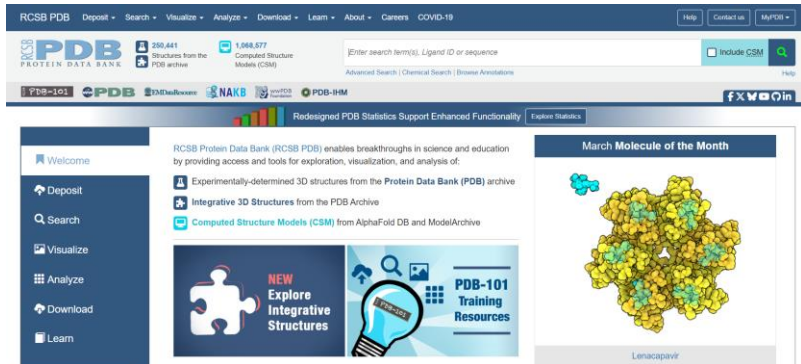 RCSB PDB Deposit Search Visualize Analyze Download Learn About Careers COVID-19 Help Contact us MyPDB
RCSB PDB
PROTEIN DATA BANK
250,441
Structures from the
PDB archive
1,068,577
Computed Structure
Models (CSM)
Enter search term(s), Ligand ID or sequence
Include CSM
Advanced Search | Chemical Search | Browse Annotations
Help
PDB-101 PDB EMDataResource NAKB wwPDB Foundation PDB-IHM
Redesigned PDB Statistics Support Enhanced Functionality Explore Statistics
Welcome
Deposit
Search
Visualize
Analyze
Download
Learn
RCSB Protein Data Bank (RCSB PDB) enables breakthroughs in science and education
by providing access and tools for exploration, visualization, and analysis of:
Experimentally-determined 3D structures from the Protein Data Bank (PDB) archive
Integrative 3D Structures from the PDB Archive
Computed Structure Models (CSM) from AlphaFold DB and ModelArchive
NEW
Explore
Integrative
Structures
PDB-101
PDB-101
Training
Resources
March Molecule of the Month
Lenacapavir